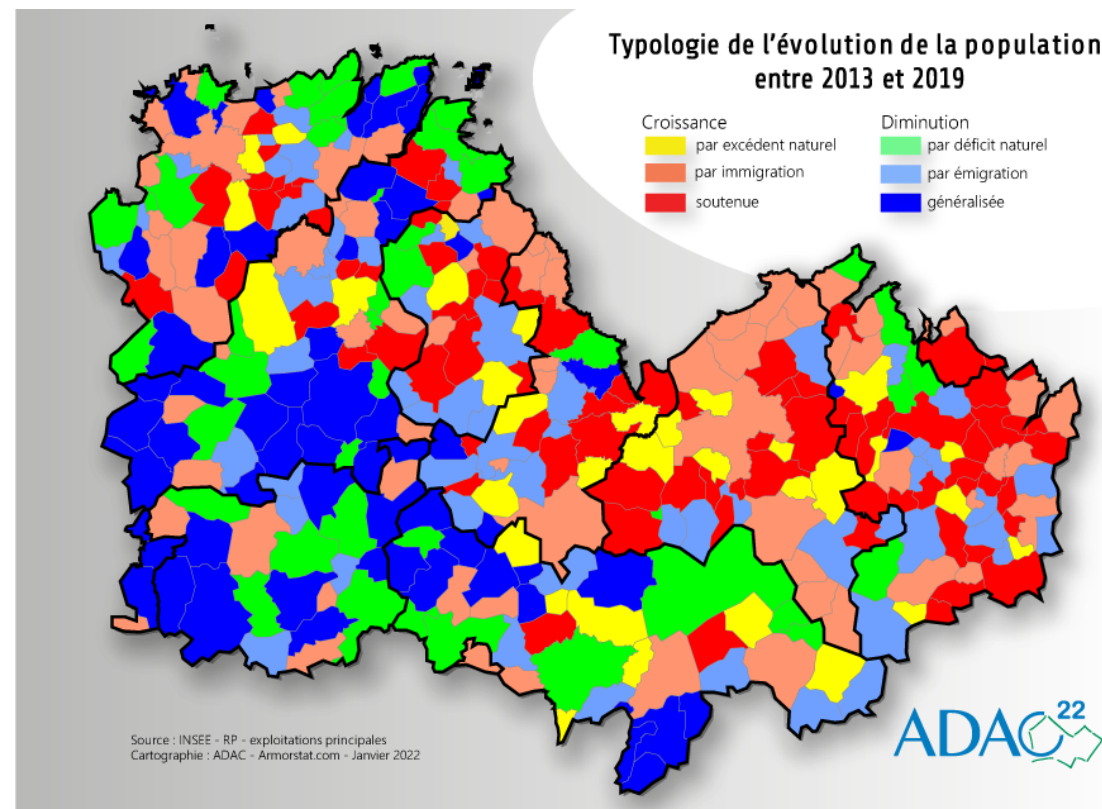 Typologie de l'évolution de la population
entre 2013 et 2019
Croissance
par excédent naturel
par immigration
soutenue
Diminution
par déficit naturel
par émigration
généralisée
Source : INSEE - RP - exploitations principales
Cartographie : ADAC - Armorstat.com - Janvier 2022
ADAC 22